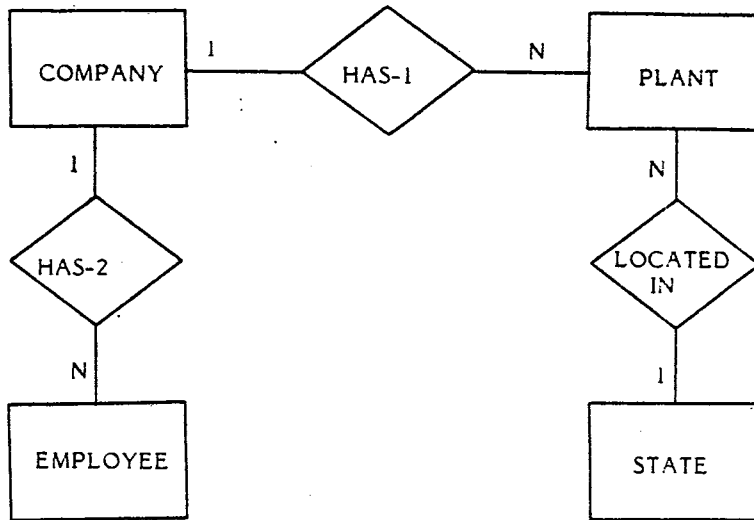 COMPANY
1
HAS-1
N
PLANT
1
N
HAS-2
LOCATED
IN
N
1
EMPLOYEE
STATE